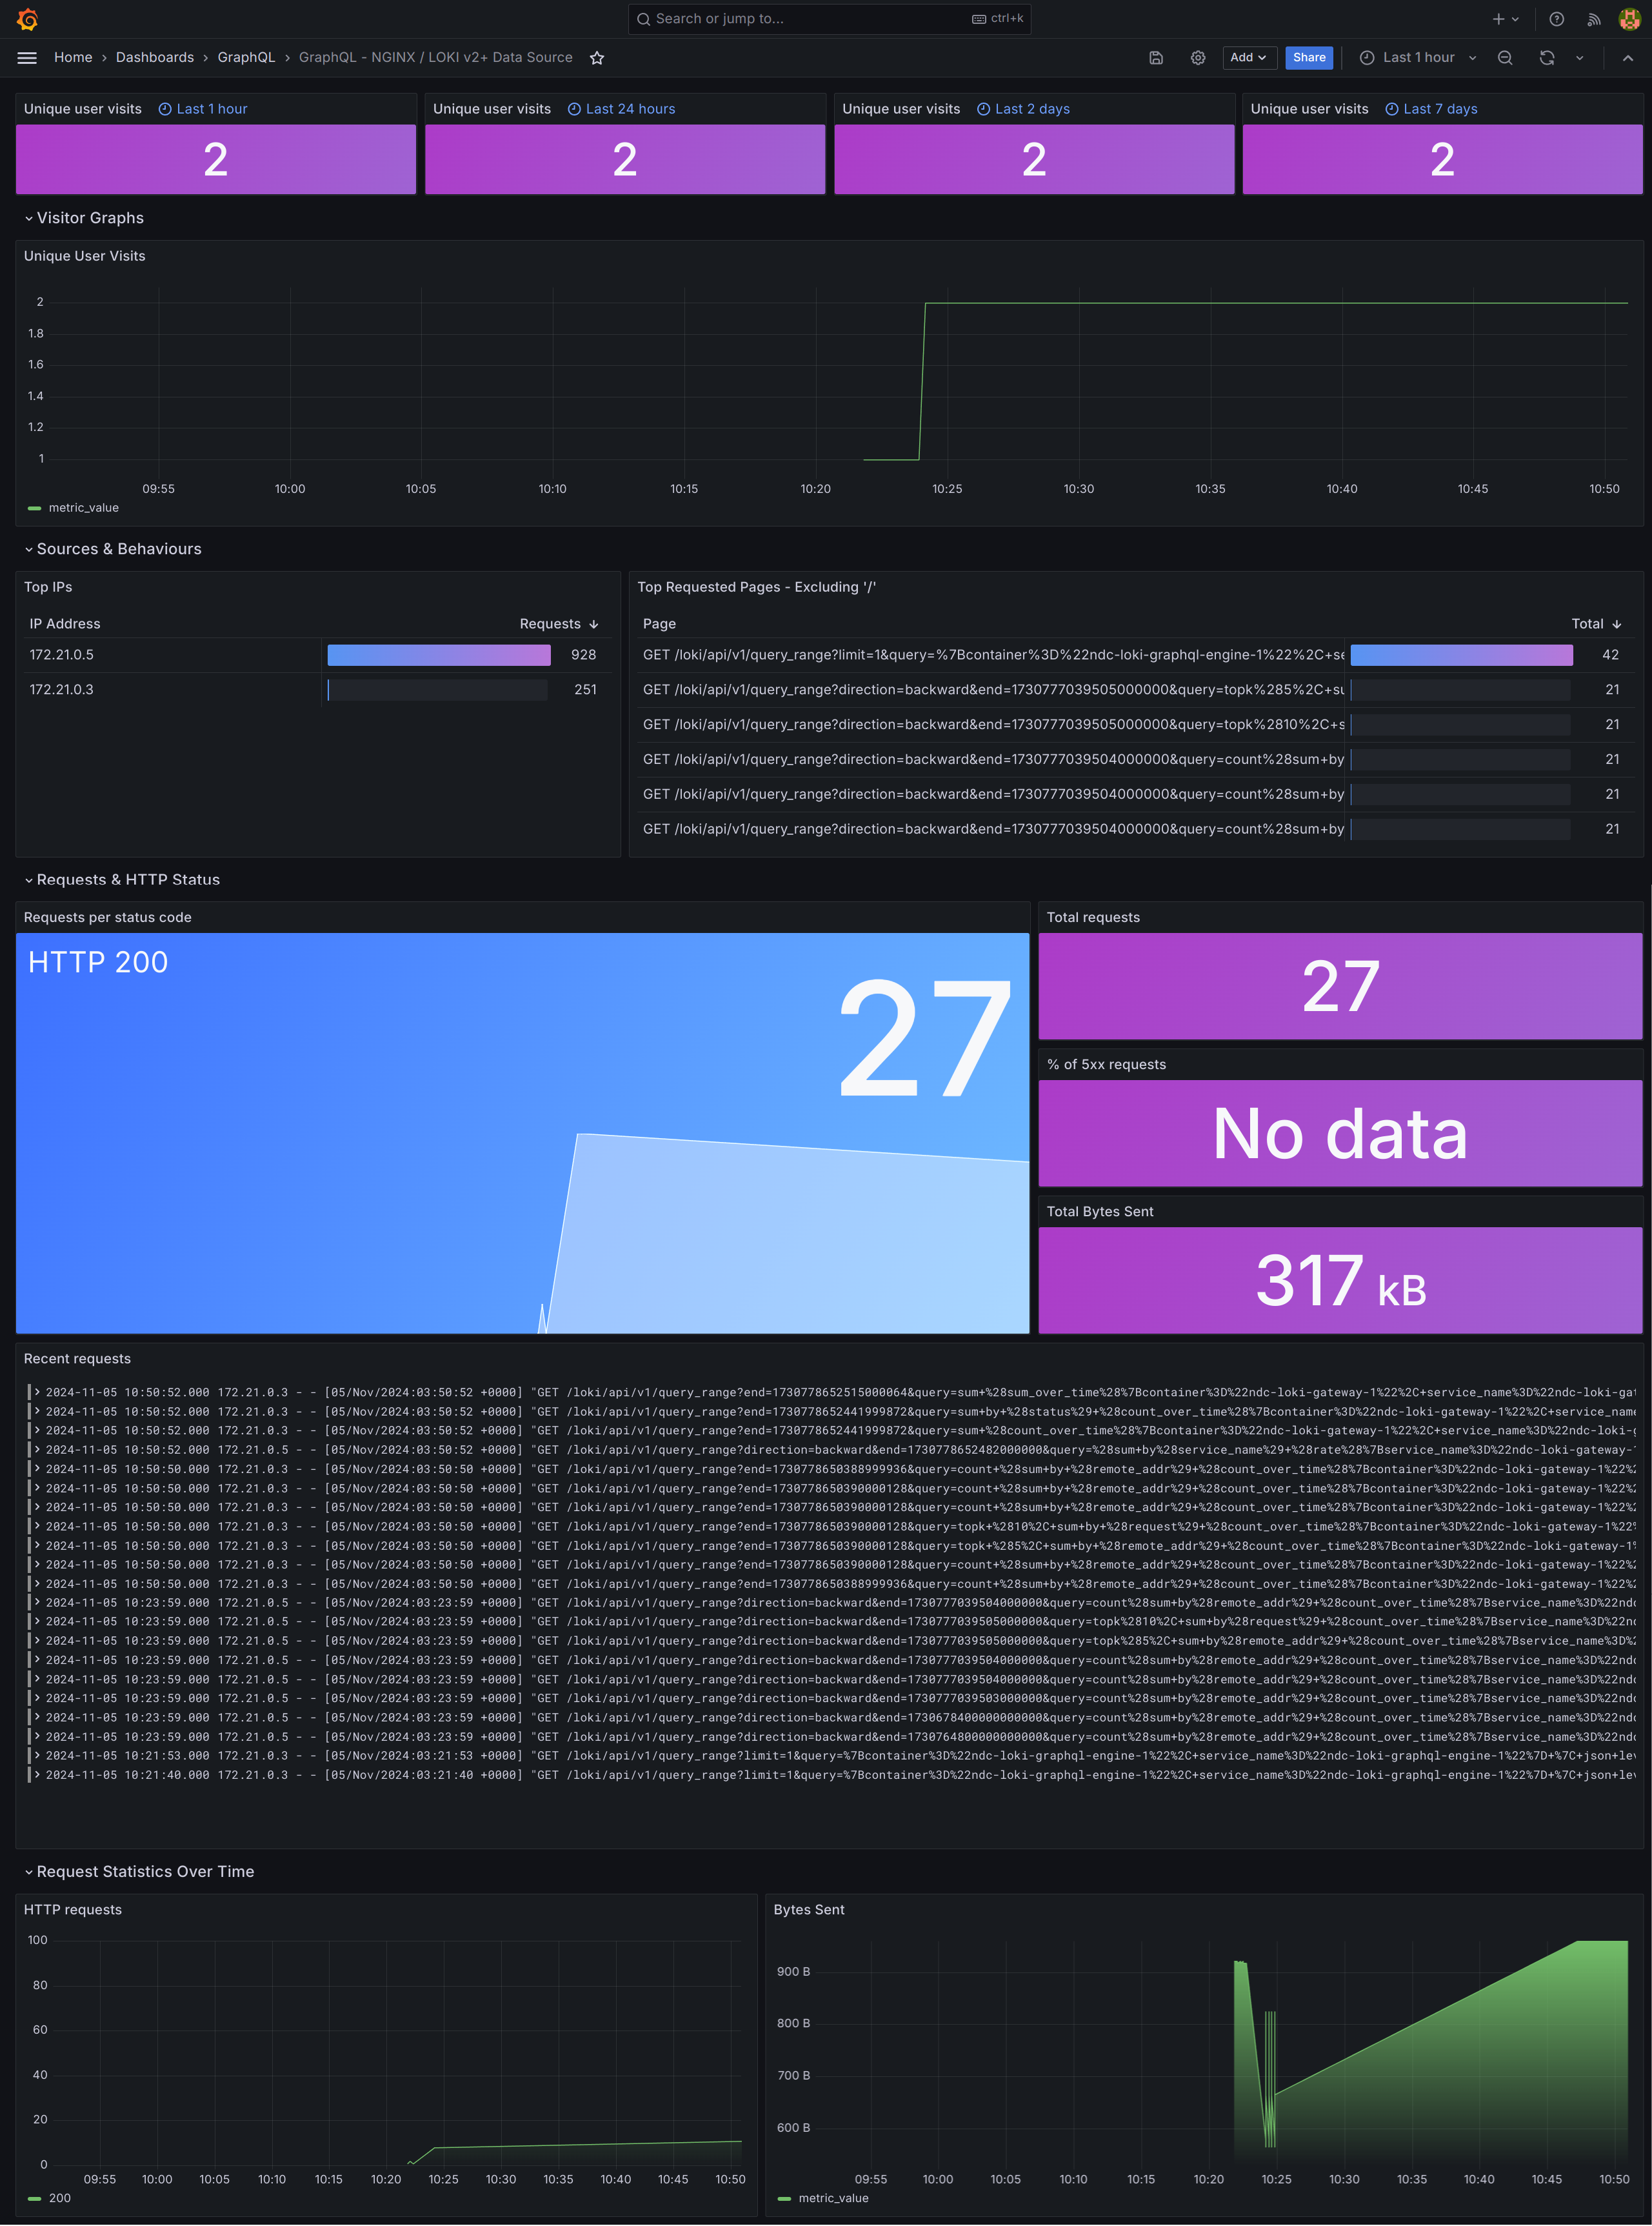 Search or jump to... ctrl+k
Home › Dashboards › GraphQL › GraphQL - NGINX / LOKI v2+ Data Source
Add Share Last 1 hour
Unique user visits Last 1 hour
2
Unique user visits Last 24 hours
2
Unique user visits Last 2 days
2
Unique user visits Last 7 days
2
Visitor Graphs
Unique User Visits
2
1.8
1.6
1.4
1.2
1
09:55 10:00 10:05 10:10 10:15 10:20 10:25 10:30 10:35 10:40 10:45 10:50
metric_value
Sources & Behaviours
Top IPs
IP Address Requests
172.21.0.5 928
172.21.0.3 251
Top Requested Pages - Excluding '/'
Page Total
GET /loki/api/v1/query_range?limit=1&query=%7Bcontainer%3D%22ndc-loki-graphql-engine-1%22%2C+se 42
GET /loki/api/v1/query_range?direction=backward&end=1730777039505000000&query=topk%285%2C+su 21
GET /loki/api/v1/query_range?direction=backward&end=1730777039505000000&query=topk%2810%2C+s 21
GET /loki/api/v1/query_range?direction=backward&end=1730777039504000000&query=count%28sum+by 21
GET /loki/api/v1/query_range?direction=backward&end=1730777039504000000&query=count%28sum+by 21
GET /loki/api/v1/query_range?direction=backward&end=1730777039504000000&query=count%28sum+by 21
Requests & HTTP Status
Requests per status code
HTTP 200
27
Total requests
27
% of 5xx requests
No data
Total Bytes Sent
317 kB
Recent requests
2024-11-05 10:50:52.000 172.21.0.3 - - [05/Nov/2024:03:50:52 +0000] "GET /loki/api/v1/query_range?end=1730778652515000064&query=sum+%28sum_over_time%28%7Bcontainer%3D%22ndc-loki-gateway-1%22%2C+service_name%3D%22ndc-loki-gat
2024-11-05 10:50:52.000 172.21.0.3 - - [05/Nov/2024:03:50:52 +0000] "GET /loki/api/v1/query_range?end=1730778652441999872&query=sum+by+%28status%29+%28count_over_time%28%7Bcontainer%3D%22ndc-loki-gateway-1%22%2C+service_name
2024-11-05 10:50:52.000 172.21.0.3 - - [05/Nov/2024:03:50:52 +0000] "GET /loki/api/v1/query_range?end=1730778652441999872&query=sum+%28count_over_time%28%7Bcontainer%3D%22ndc-loki-gateway-1%22%2C+service_name%3D%22ndc-loki-g
2024-11-05 10:50:52.000 172.21.0.5 - - [05/Nov/2024:03:50:52 +0000] "GET /loki/api/v1/query_range?direction=backward&end=1730778652482000000&query=%28sum+by%28service_name%29+%28rate%28%7Bservice_name%3D%22ndc-loki-gateway-
2024-11-05 10:50:50.000 172.21.0.3 - - [05/Nov/2024:03:50:50 +0000] "GET /loki/api/v1/query_range?end=1730778650388999936&query=count+%28sum+by+%28remote_addr%29+%28count_over_time%28%7Bcontainer%3D%22ndc-loki-gateway-1%22%
2024-11-05 10:50:50.000 172.21.0.3 - - [05/Nov/2024:03:50:50 +0000] "GET /loki/api/v1/query_range?end=1730778650390000128&query=count+%28sum+by+%28remote_addr%29+%28count_over_time%28%7Bcontainer%3D%22ndc-loki-gateway-1%22%
2024-11-05 10:50:50.000 172.21.0.3 - - [05/Nov/2024:03:50:50 +0000] "GET /loki/api/v1/query_range?end=1730778650390000128&query=count+%28sum+by+%28remote_addr%29+%28count_over_time%28%7Bcontainer%3D%22ndc-loki-gateway-1%22%
2024-11-05 10:50:50.000 172.21.0.3 - - [05/Nov/2024:03:50:50 +0000] "GET /loki/api/v1/query_range?end=1730778650390000128&query=topk+%2810%2C+sum+by+%28request%29+%28count_over_time%28%7Bcontainer%3D%22ndc-loki-gateway-1%22%
2024-11-05 10:50:50.000 172.21.0.3 - - [05/Nov/2024:03:50:50 +0000] "GET /loki/api/v1/query_range?end=1730778650390000128&query=topk+%285%2C+sum+by+%28remote_addr%29+%28count_over_time%28%7Bcontainer%3D%22ndc-loki-gateway-1%
2024-11-05 10:50:50.000 172.21.0.3 - - [05/Nov/2024:03:50:50 +0000] "GET /loki/api/v1/query_range?end=1730778650390000128&query=count+%28sum+by+%28remote_addr%29+%28count_over_time%28%7Bcontainer%3D%22ndc-loki-gateway-1%22%
2024-11-05 10:50:50.000 172.21.0.3 - - [05/Nov/2024:03:50:50 +0000] "GET /loki/api/v1/query_range?end=1730778650388999936&query=count+%28sum+by+%28remote_addr%29+%28count_over_time%28%7Bcontainer%3D%22ndc-loki-gateway-1%22%
2024-11-05 10:23:59.000 172.21.0.5 - - [05/Nov/2024:03:23:59 +0000] "GET /loki/api/v1/query_range?direction=backward&end=1730777039504000000&query=count%28sum+by%28remote_addr%29+%28count_over_time%28%7Bservice_name%3D%22ndc
2024-11-05 10:23:59.000 172.21.0.5 - - [05/Nov/2024:03:23:59 +0000] "GET /loki/api/v1/query_range?direction=backward&end=1730777039505000000&query=topk%2810%2C+sum+by%28request%29+%28count_over_time%28%7Bservice_name%3D%22nd
2024-11-05 10:23:59.000 172.21.0.5 - - [05/Nov/2024:03:23:59 +0000] "GET /loki/api/v1/query_range?direction=backward&end=1730777039505000000&query=topk%285%2C+sum+by%28remote_addr%29+%28count_over_time%28%7Bservice_name%3D%2
2024-11-05 10:23:59.000 172.21.0.5 - - [05/Nov/2024:03:23:59 +0000] "GET /loki/api/v1/query_range?direction=backward&end=1730777039504000000&query=count%28sum+by%28remote_addr%29+%28count_over_time%28%7Bservice_name%3D%22ndc
2024-11-05 10:23:59.000 172.21.0.5 - - [05/Nov/2024:03:23:59 +0000] "GET /loki/api/v1/query_range?direction=backward&end=1730777039504000000&query=count%28sum+by%28remote_addr%29+%28count_over_time%28%7Bservice_name%3D%22ndc
2024-11-05 10:23:59.000 172.21.0.5 - - [05/Nov/2024:03:23:59 +0000] "GET /loki/api/v1/query_range?direction=backward&end=1730777039503000000&query=count%28sum+by%28remote_addr%29+%28count_over_time%28%7Bservice_name%3D%22ndc
2024-11-05 10:23:59.000 172.21.0.5 - - [05/Nov/2024:03:23:59 +0000] "GET /loki/api/v1/query_range?direction=backward&end=1730678400000000000&query=count%28sum+by%28remote_addr%29+%28count_over_time%28%7Bservice_name%3D%22ndc
2024-11-05 10:23:59.000 172.21.0.5 - - [05/Nov/2024:03:23:59 +0000] "GET /loki/api/v1/query_range?direction=backward&end=1730764800000000000&query=count%28sum+by%28remote_addr%29+%28count_over_time%28%7Bservice_name%3D%22ndc
2024-11-05 10:21:53.000 172.21.0.3 - - [05/Nov/2024:03:21:53 +0000] "GET /loki/api/v1/query_range?limit=1&query=%7Bcontainer%3D%22ndc-loki-graphql-engine-1%22%2C+service_name%3D%22ndc-loki-graphql-engine-1%22%7D+%7C+json+lev
2024-11-05 10:21:40.000 172.21.0.3 - - [05/Nov/2024:03:21:40 +0000] "GET /loki/api/v1/query_range?limit=1&query=%7Bcontainer%3D%22ndc-loki-graphql-engine-1%22%2C+service_name%3D%22ndc-loki-graphql-engine-1%22%7D+%7C+json+lev
Request Statistics Over Time
HTTP requests
100
80
60
40
20
0
09:55 10:00 10:05 10:10 10:15 10:20 10:25 10:30 10:35 10:40 10:45 10:50
200
Bytes Sent
900 B
800 B
700 B
600 B
09:55 10:00 10:05 10:10 10:15 10:20 10:25 10:30 10:35 10:40 10:45 10:50
metric_value